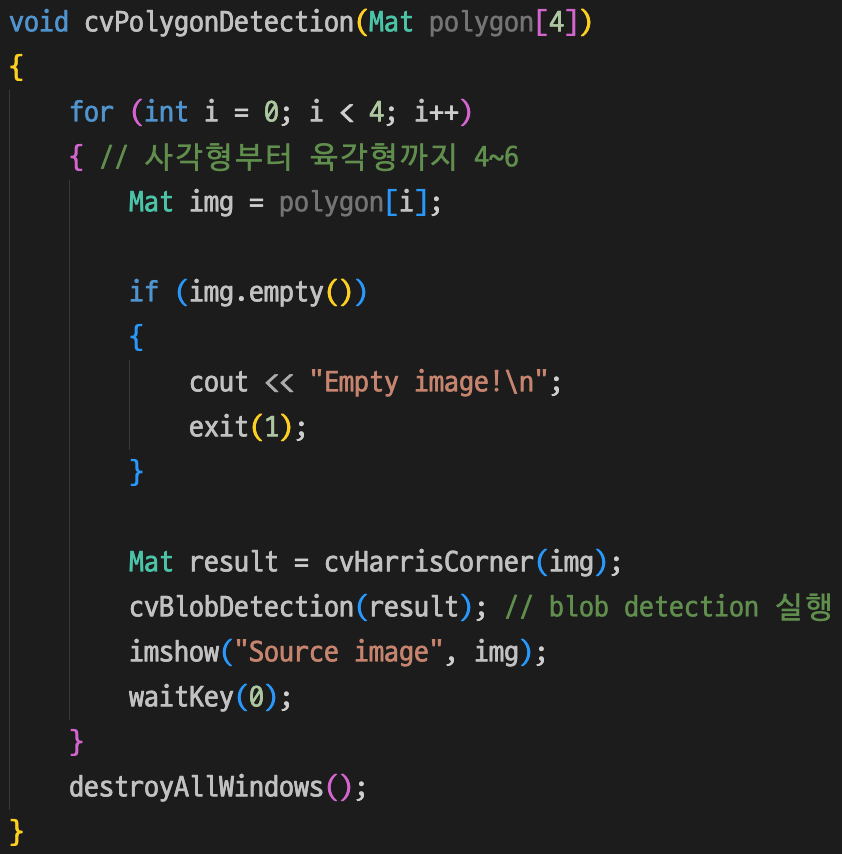 void cvPolygonDetection(Mat polygon[4])
{
    for (int i = 0; i < 4; i++)
    { // 사각형부터 육각형까지 4~6
        Mat img = polygon[i];

        if (img.empty())
        {
            cout << "Empty image!\n";
            exit(1);
        }

        Mat result = cvHarrisCorner(img);
        cvBlobDetection(result); // blob detection 실행
        imshow("Source image", img);
        waitKey(0);
    }
    destroyAllWindows();
}